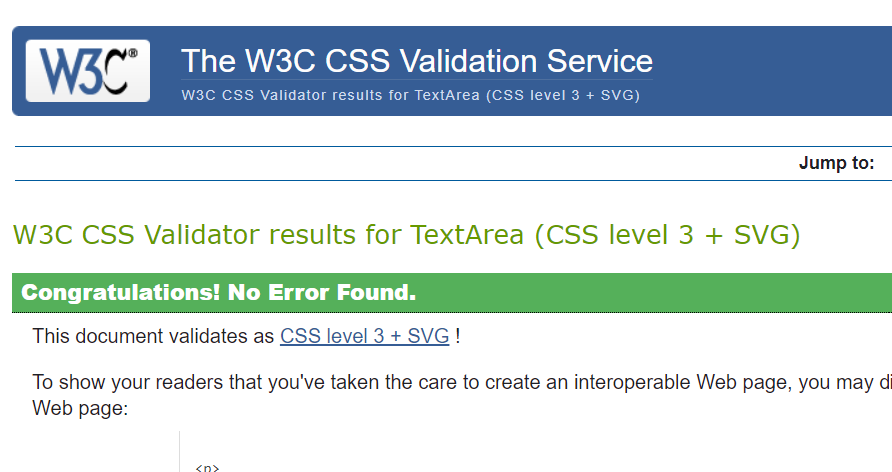 W3C®
The W3C CSS Validation Service
W3C CSS Validator results for TextArea (CSS level 3 + SVG)
Jump to:
W3C CSS Validator results for TextArea (CSS level 3 + SVG)
Congratulations! No Error Found.
This document validates as CSS level 3 + SVG !
To show your readers that you've taken the care to create an interoperable Web page, you may di
Web page:
<p>